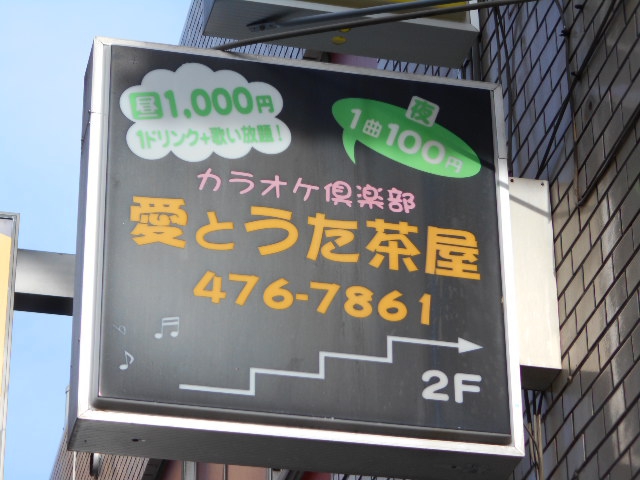 昼1,000円
1ドリンク+歌い放題!
夜
1曲100円
カラオケ倶楽部
愛とうた茶屋
476-7861
2F